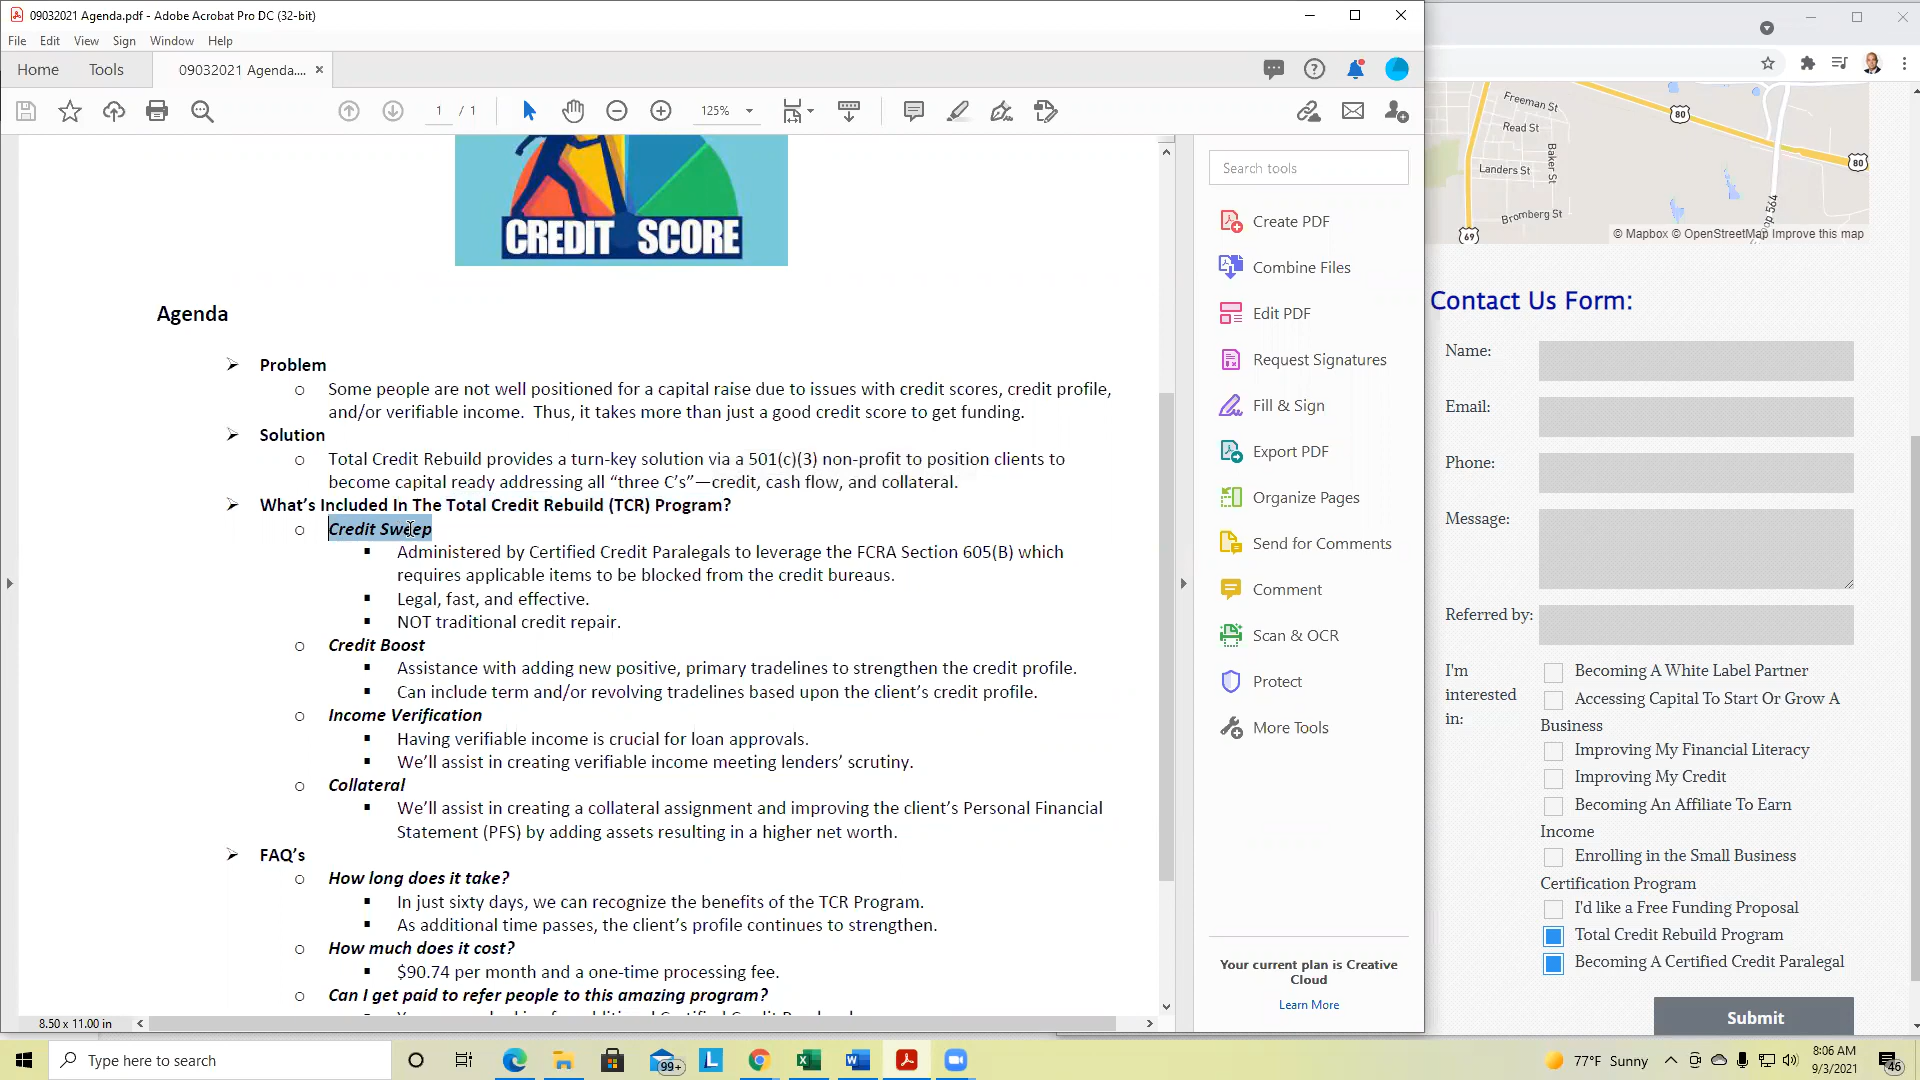 09032021 Agenda.pdf - Adobe Acrobat Pro DC (32-bit)
File Edit View Sign Window Help
Home Tools 09032021 Agenda.... ×
1 / 1 125%
CREDIT SCORE
Agenda
Problem
Some people are not well positioned for a capital raise due to issues with credit scores, credit profile,
and/or verifiable income. Thus, it takes more than just a good credit score to get funding.
Solution
Total Credit Rebuild provides a turn-key solution via a 501(c)(3) non-profit to position clients to
become capital ready addressing all “three C’s”—credit, cash flow, and collateral.
What’s Included In The Total Credit Rebuild (TCR) Program?
Credit Sweep
Administered by Certified Credit Paralegals to leverage the FCRA Section 605(B) which
requires applicable items to be blocked from the credit bureaus.
Legal, fast, and effective.
NOT traditional credit repair.
Credit Boost
Assistance with adding new positive, primary tradelines to strengthen the credit profile.
Can include term and/or revolving tradelines based upon the client’s credit profile.
Income Verification
Having verifiable income is crucial for loan approvals.
We’ll assist in creating verifiable income meeting lenders’ scrutiny.
Collateral
We’ll assist in creating a collateral assignment and improving the client’s Personal Financial
Statement (PFS) by adding assets resulting in a higher net worth.
FAQ’s
How long does it take?
In just sixty days, we can recognize the benefits of the TCR Program.
As additional time passes, the client’s profile continues to strengthen.
How much does it cost?
$90.74 per month and a one-time processing fee.
Can I get paid to refer people to this amazing program?
8.50 x 11.00 in
Search tools
Create PDF
Combine Files
Edit PDF
Request Signatures
Fill & Sign
Export PDF
Organize Pages
Send for Comments
Comment
Scan & OCR
Protect
More Tools
Your current plan is Creative
Cloud
Learn More
Freeman St
Read St
Baker St
Landers St
Bromberg St
80
80
69
564
© Mapbox © OpenStreetMap Improve this map
Contact Us Form:
Name:
Email:
Phone:
Message:
Referred by:
I'm
interested
in:
Becoming A White Label Partner
Accessing Capital To Start Or Grow A
Business
Improving My Financial Literacy
Improving My Credit
Becoming An Affiliate To Earn
Income
Enrolling in the Small Business
Certification Program
I'd like a Free Funding Proposal
Total Credit Rebuild Program
Becoming A Certified Credit Paralegal
Submit
Type here to search
99+
77°F Sunny
8:06 AM
9/3/2021
46